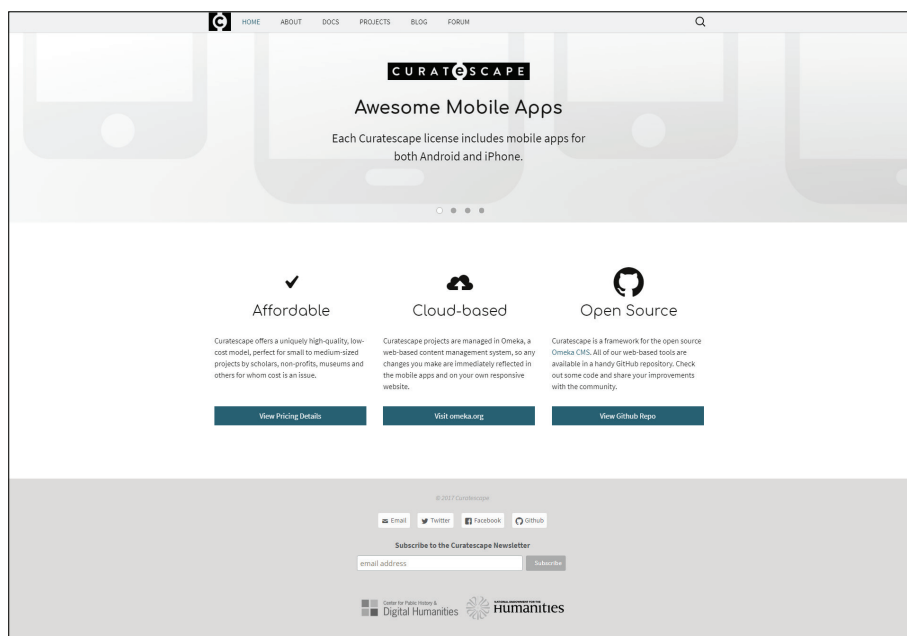 HOME ABOUT DOCS PROJECTS BLOG FORUM
CURATESCAPE
Awesome Mobile Apps
Each Curatescape license includes mobile apps for
both Android and iPhone.
Affordable
Curatescape offers a uniquely high-quality, low-
cost model, perfect for small to medium-sized
projects by scholars, non-profits, museums and
others for whom cost is an issue.
View Pricing Details
Cloud-based
Curatescape projects are managed in Omeka, a
web-based content management system, so any
changes you make are immediately reflected in
the mobile apps and on your own responsive
website.
Visit omeka.org
Open Source
Curatescape is a framework for the open source
Omeka CMS. All of our web-based tools are
available in a handy GitHub repository. Check
out some code and share your improvements
with the community.
View Github Repo
© 2017 Curatescape
Email Twitter Facebook Github
Subscribe to the Curatescape Newsletter
email address Subscribe
Center for Public History &
Digital Humanities
NATIONAL ENDOWMENT FOR THE
Humanities